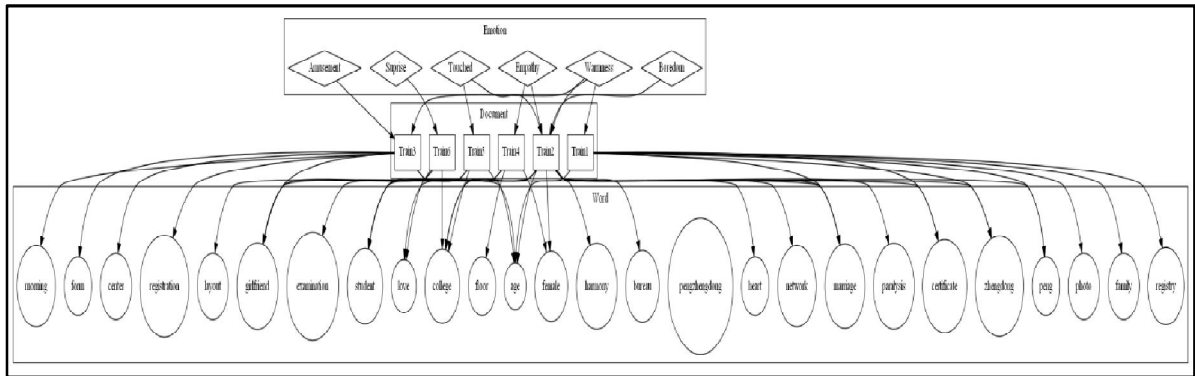 Emotion
Amusement Suprise Touched Empathy Warmness Boredom
Document
Train3 Train6 Train5 Train4 Train2 Train1
Word
morning form center registration layout girlfriend examination student love college floor age female harmony bureau pengzhengdong heart network marriage paralysis certificate zhengdong peng photo family registry